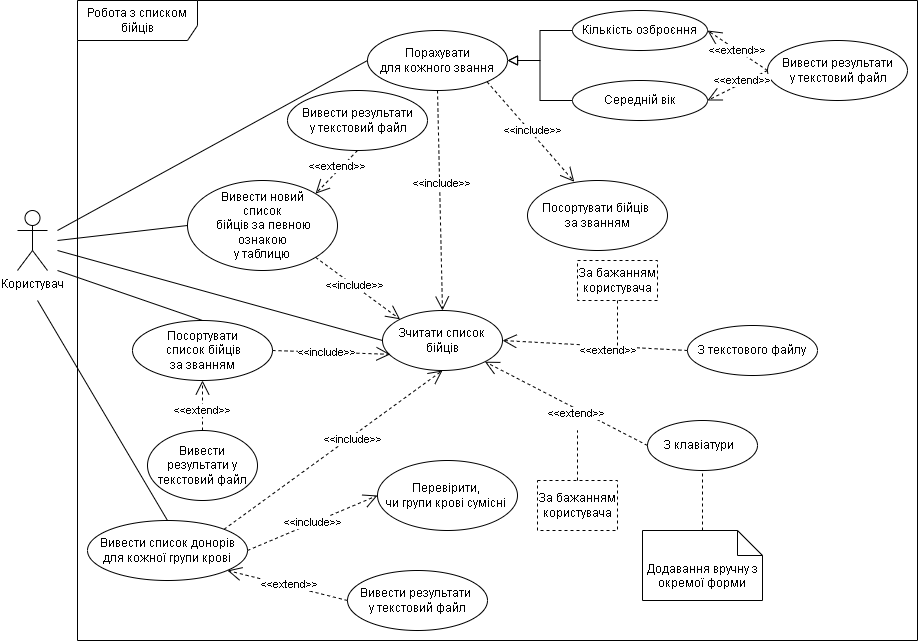 Робота з списком
бійців
Порахувати
для кожного звання
Кількість озброєння
<<extend>>
Вивести результати
у текстовий файл
<<extend>>
Середній вік
Вивести результати
у текстовий файл
<<include>>
<<extend>>
<<include>>
Вивести новий
список
бійців за певною
ознакою
у таблицю
Посортувати бійців
за званням
Користувач
<<include>>
За бажанням
користувача
Зчитати список
бійців
Посортувати
список бійців
за званням
<<include>>
<<extend>>
З текстового файлу
<<extend>>
<<extend>>
<<include>>
З клавіатури
Вивести
результати у
текстовий файл
Перевірити,
чи групи крові сумісні
За бажанням
користувача
<<include>>
Вивести список донорів
для кожної групи крові
<<extend>>
Вивести результати
у текстовий файл
Додавання вручну з
окремої форми